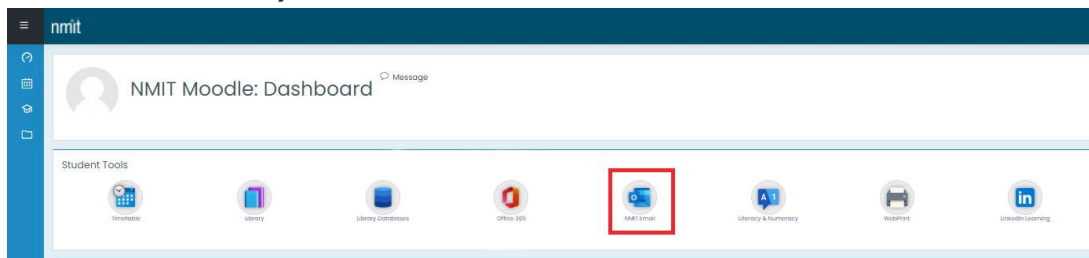 nmit
NMIT Moodle: Dashboard
Message
Student Tools
Timetable
Library
Library Databases
Office 365
NMIT Email
Literacy & Numeracy
WebPrint
LinkedIn Learning